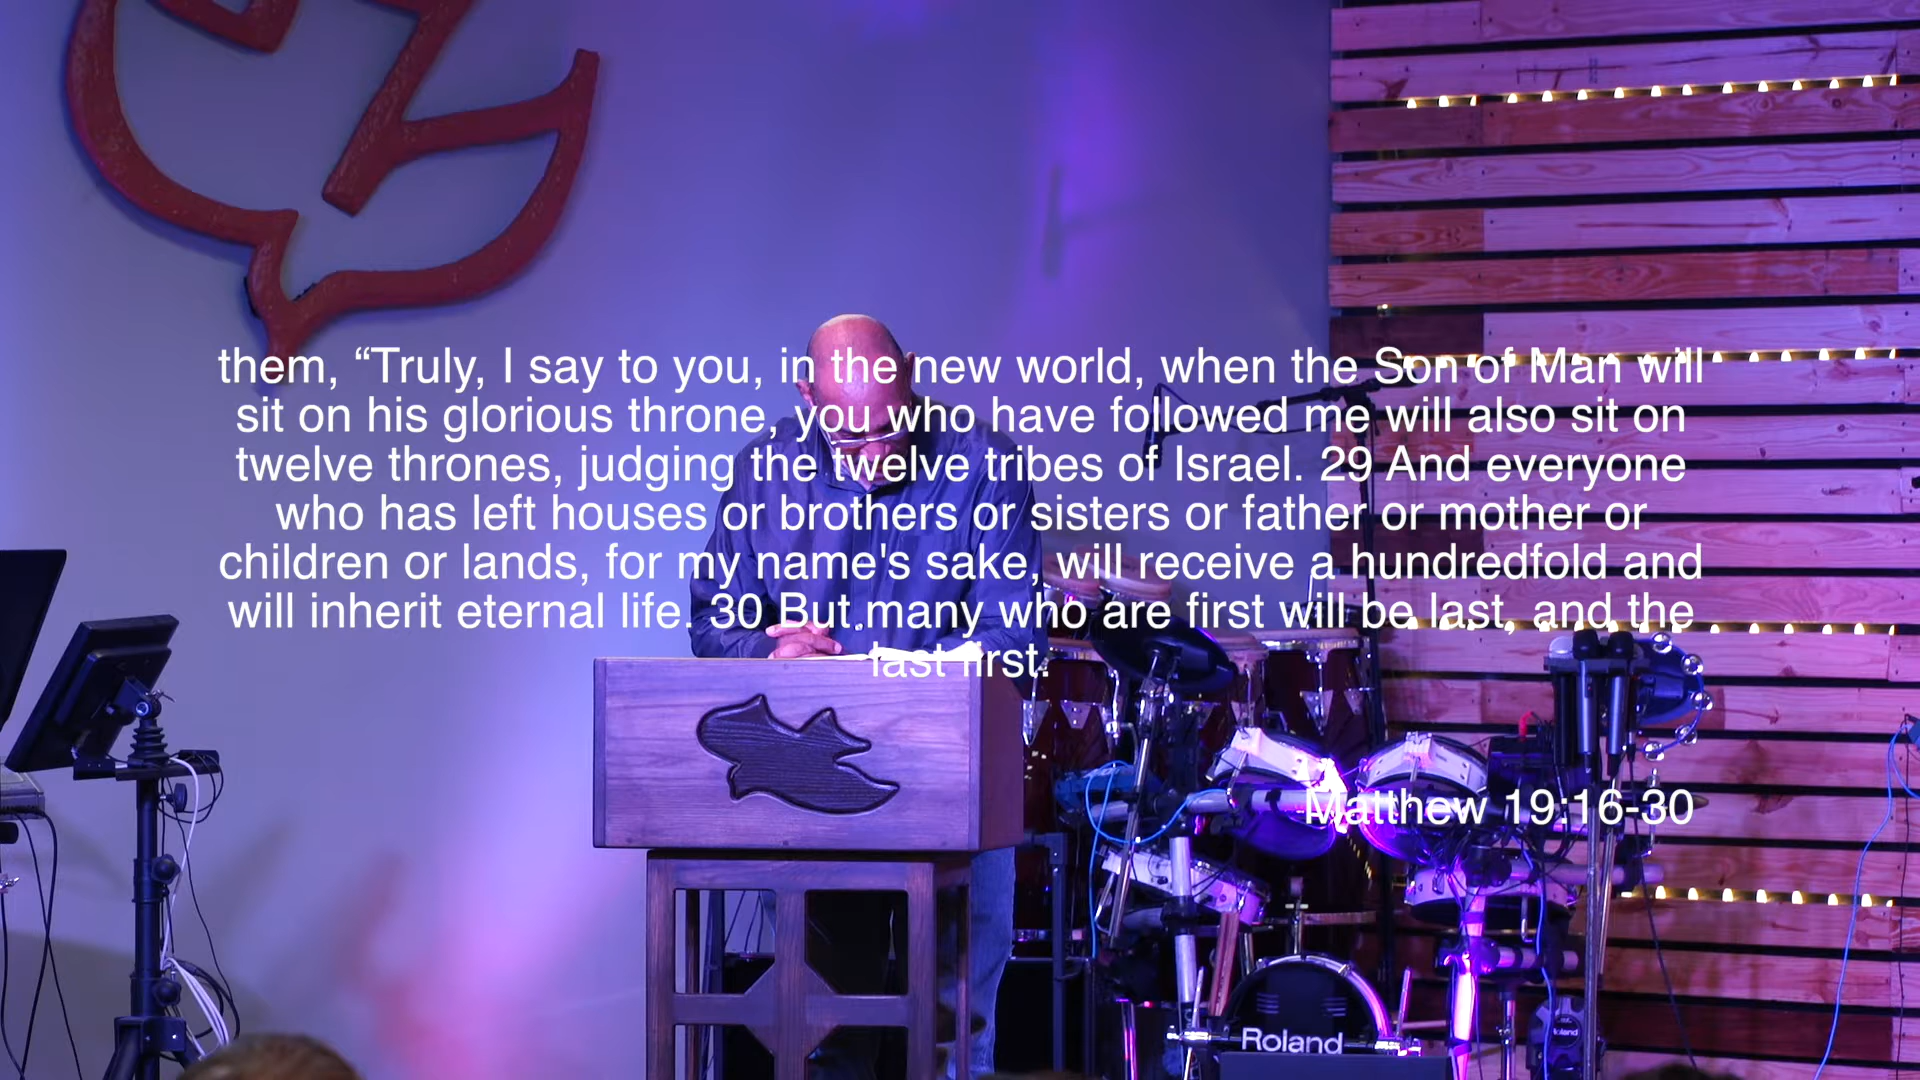 them, “Truly, I say to you, in the new world, when the Son of Man will
sit on his glorious throne, you who have followed me will also sit on
twelve thrones, judging the twelve tribes of Israel. 29 And everyone
who has left houses or brothers or sisters or father or mother or
children or lands, for my name's sake, will receive a hundredfold and
will inherit eternal life. 30 But many who are first will be last, and the
last first.
Matthew 19:16-30
Roland
Roland